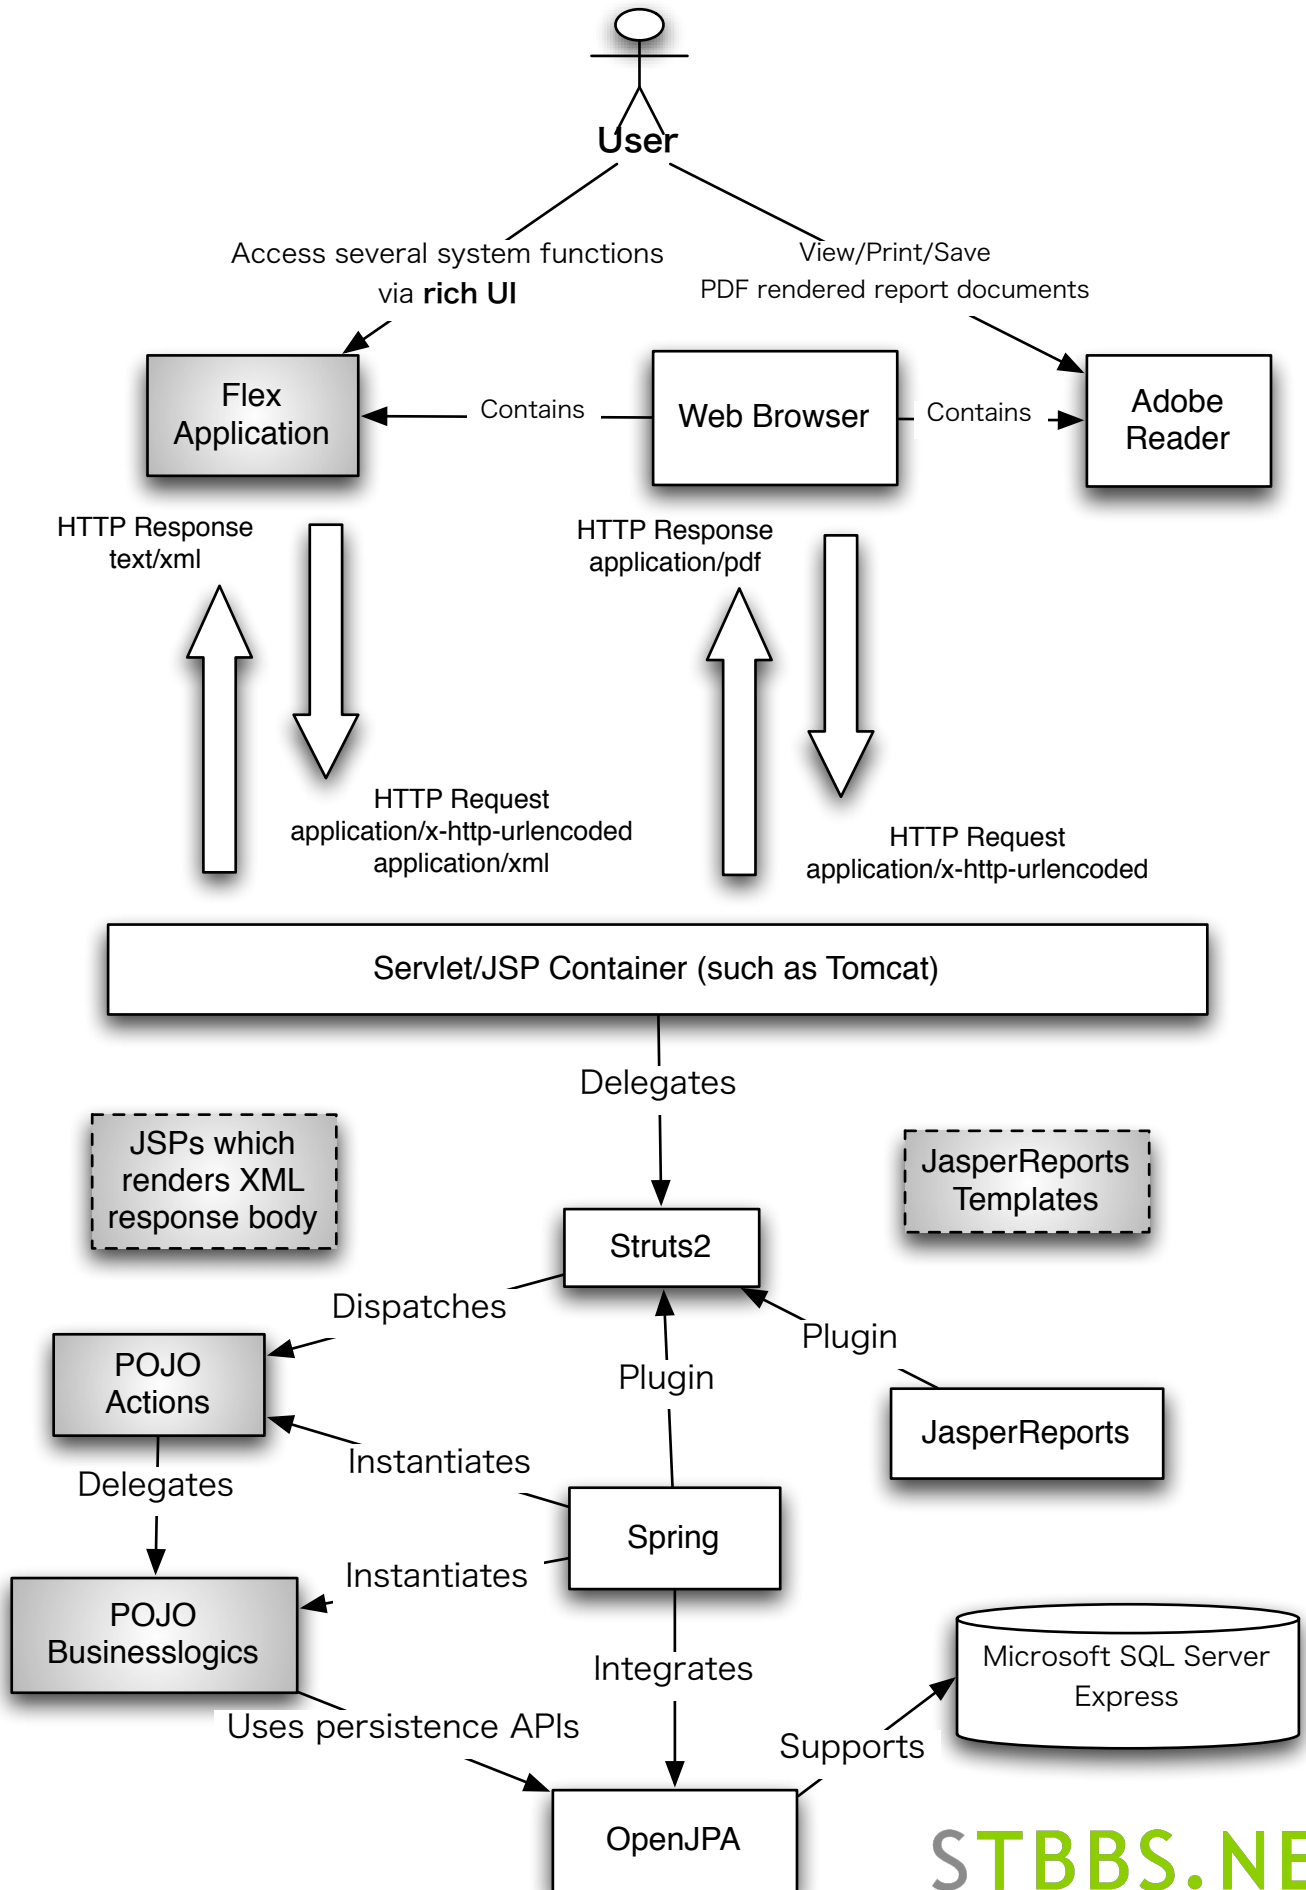 User
Access several system functions
via rich UI
View/Print/Save
PDF rendered report documents
Flex
Application
Contains
Web Browser
Contains
Adobe
Reader
HTTP Response
text/xml
HTTP Response
application/pdf
HTTP Request
application/x-http-urlencoded
application/xml
HTTP Request
application/x-http-urlencoded
Servlet/JSP Container (such as Tomcat)
Delegates
JSPs which
renders XML
response body
JasperReports
Templates
Struts2
Dispatches
Plugin
Plugin
POJO
Actions
JasperReports
Instantiates
Delegates
Spring
Instantiates
POJO
Businesslogics
Microsoft SQL Server
Express
Integrates
Uses persistence APIs
Supports
OpenJPA
STBBS.NE